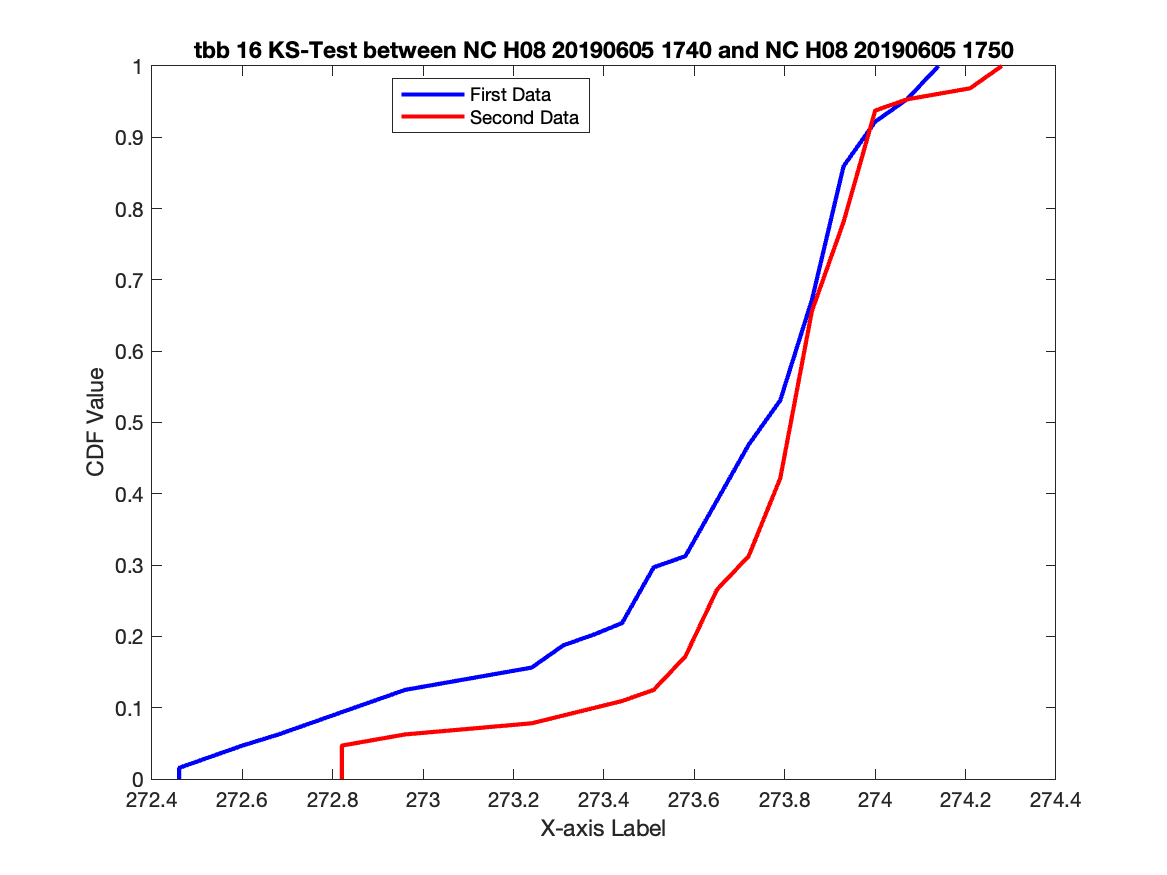 tbb 16 KS-Test between NC H08 20190605 1740 and NC H08 20190605 1750
First Data
Second Data
1
0.9
0.8
0.7
0.6
0.5
0.4
0.3
0.2
0.1
0
CDF Value
272.4 272.6 272.8 273 273.2 273.4 273.6 273.8 274 274.2 274.4
X-axis Label